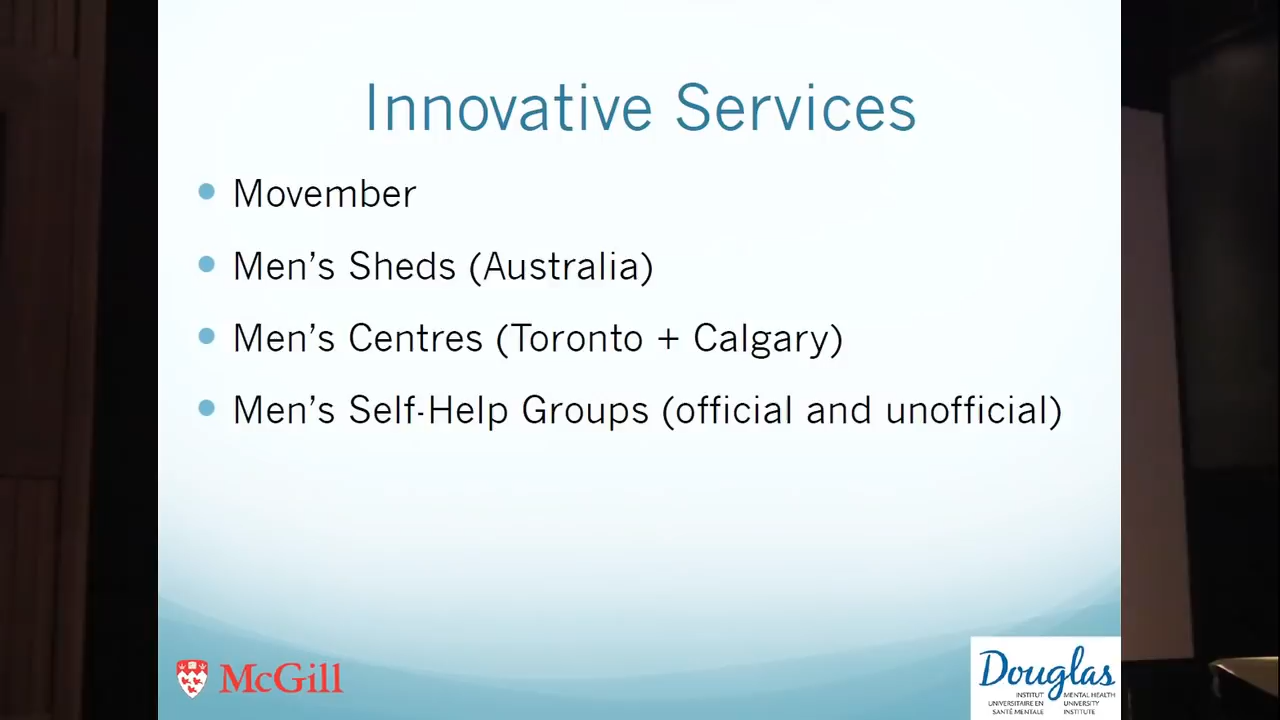 Innovative Services
Movember
Men's Sheds (Australia)
Men's Centres (Toronto + Calgary)
Men's Self-Help Groups (official and unofficial)
McGill
Douglas
INSTITUT
UNIVERSITAIRE EN
SANTÉ MENTALE
MENTAL HEALTH
UNIVERSITY
INSTITUTE